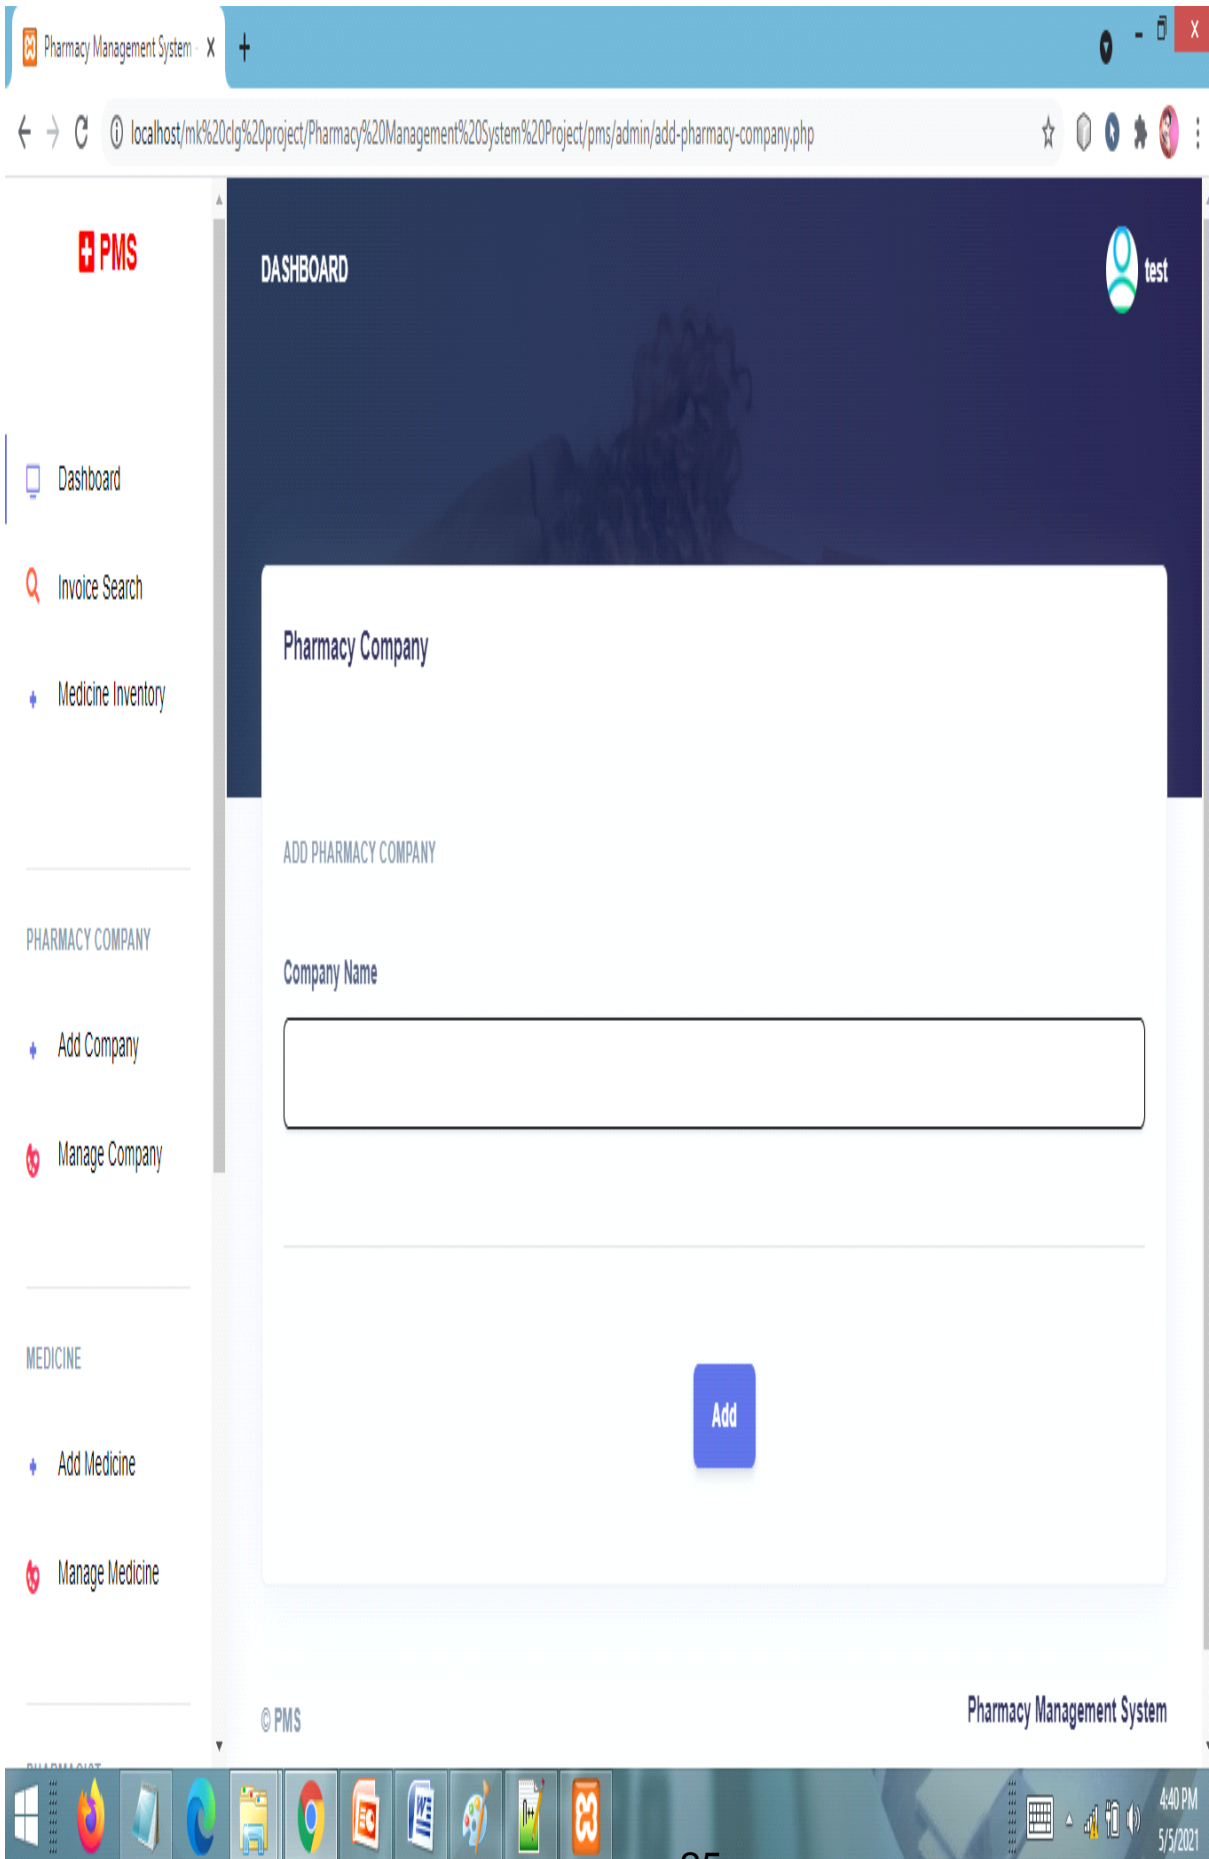 Pharmacy Management System -
localhost/mk%20clg%20project/Pharmacy%20Management%20System%20Project/pms/admin/add-pharmacy-company.php
PMS
DASHBOARD
test
Dashboard
Invoice Search
Medicine Inventory
PHARMACY COMPANY
Add Company
Manage Company
MEDICINE
Add Medicine
Manage Medicine
Pharmacy Company
ADD PHARMACY COMPANY
Company Name
Add
© PMS
Pharmacy Management System
4:40 PM
5/5/2021